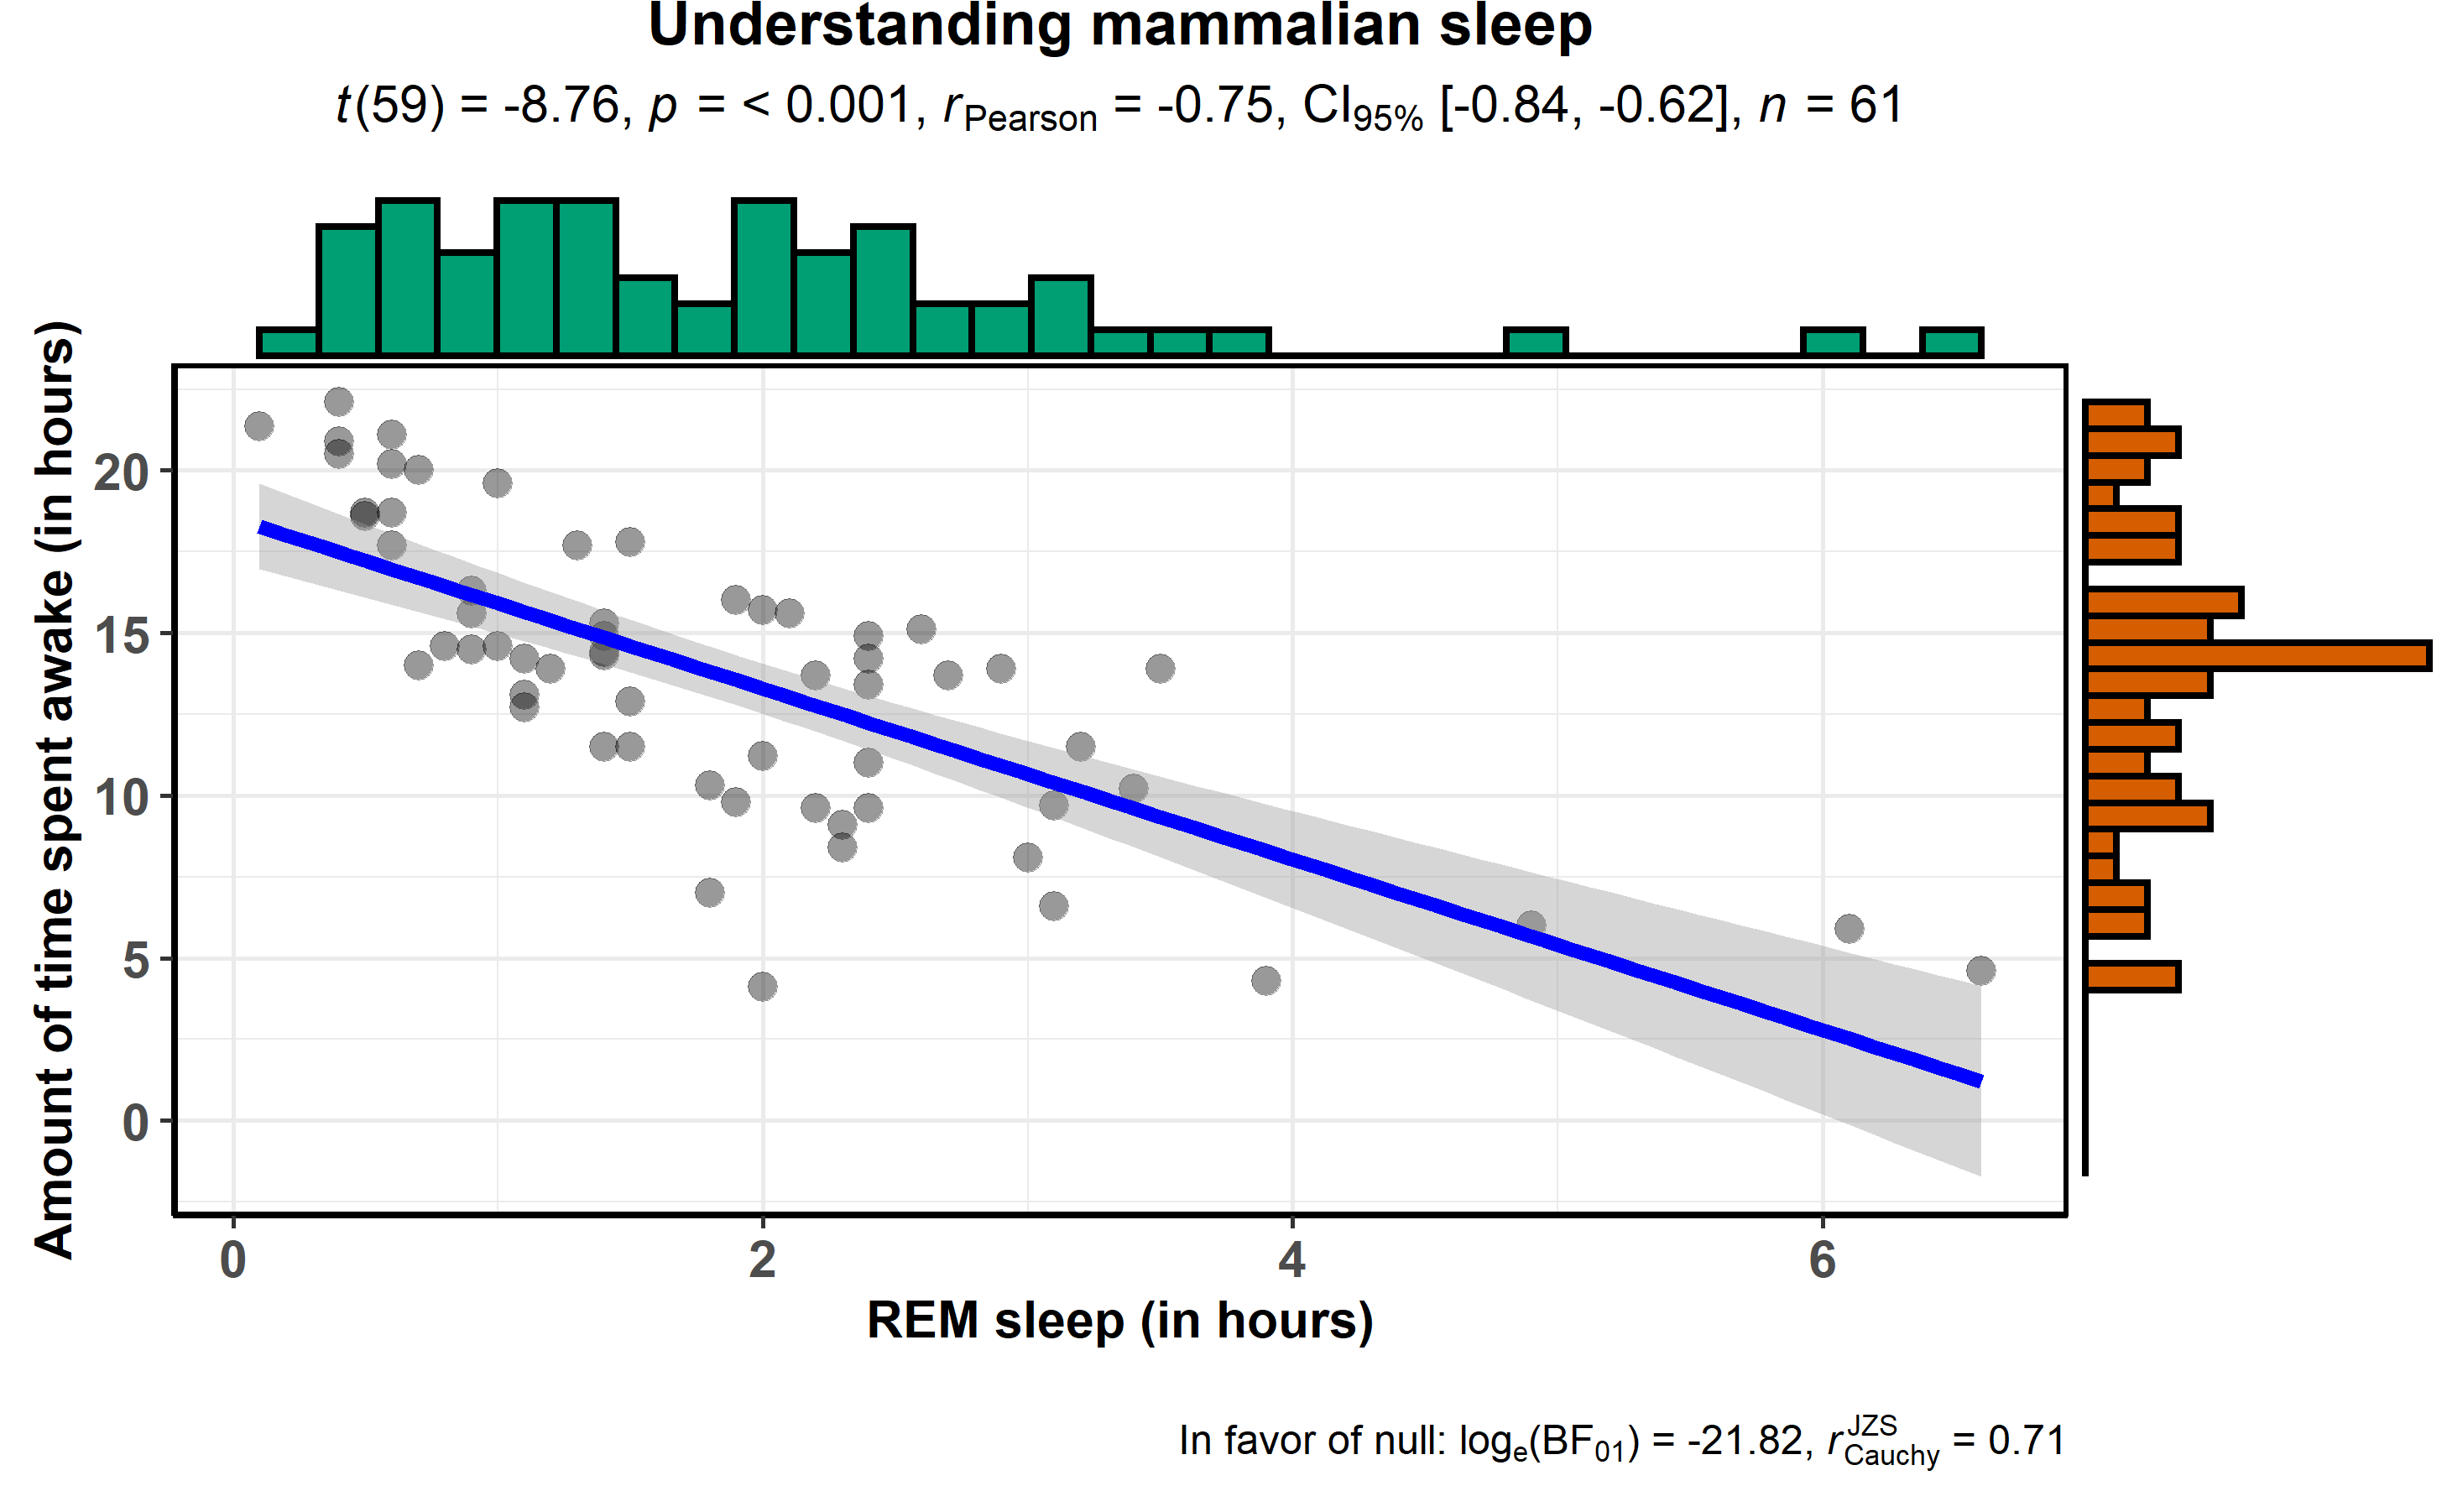 Understanding mammalian sleep
t(59) = -8.76, p = < 0.001, rPearson = -0.75, CI95% [-0.84, -0.62], n = 61
Amount of time spent awake (in hours)
20
15
10
5
0
0 2 4 6
REM sleep (in hours)
In favor of null: loge(BF01) = -21.82, rJZSCauchy = 0.71